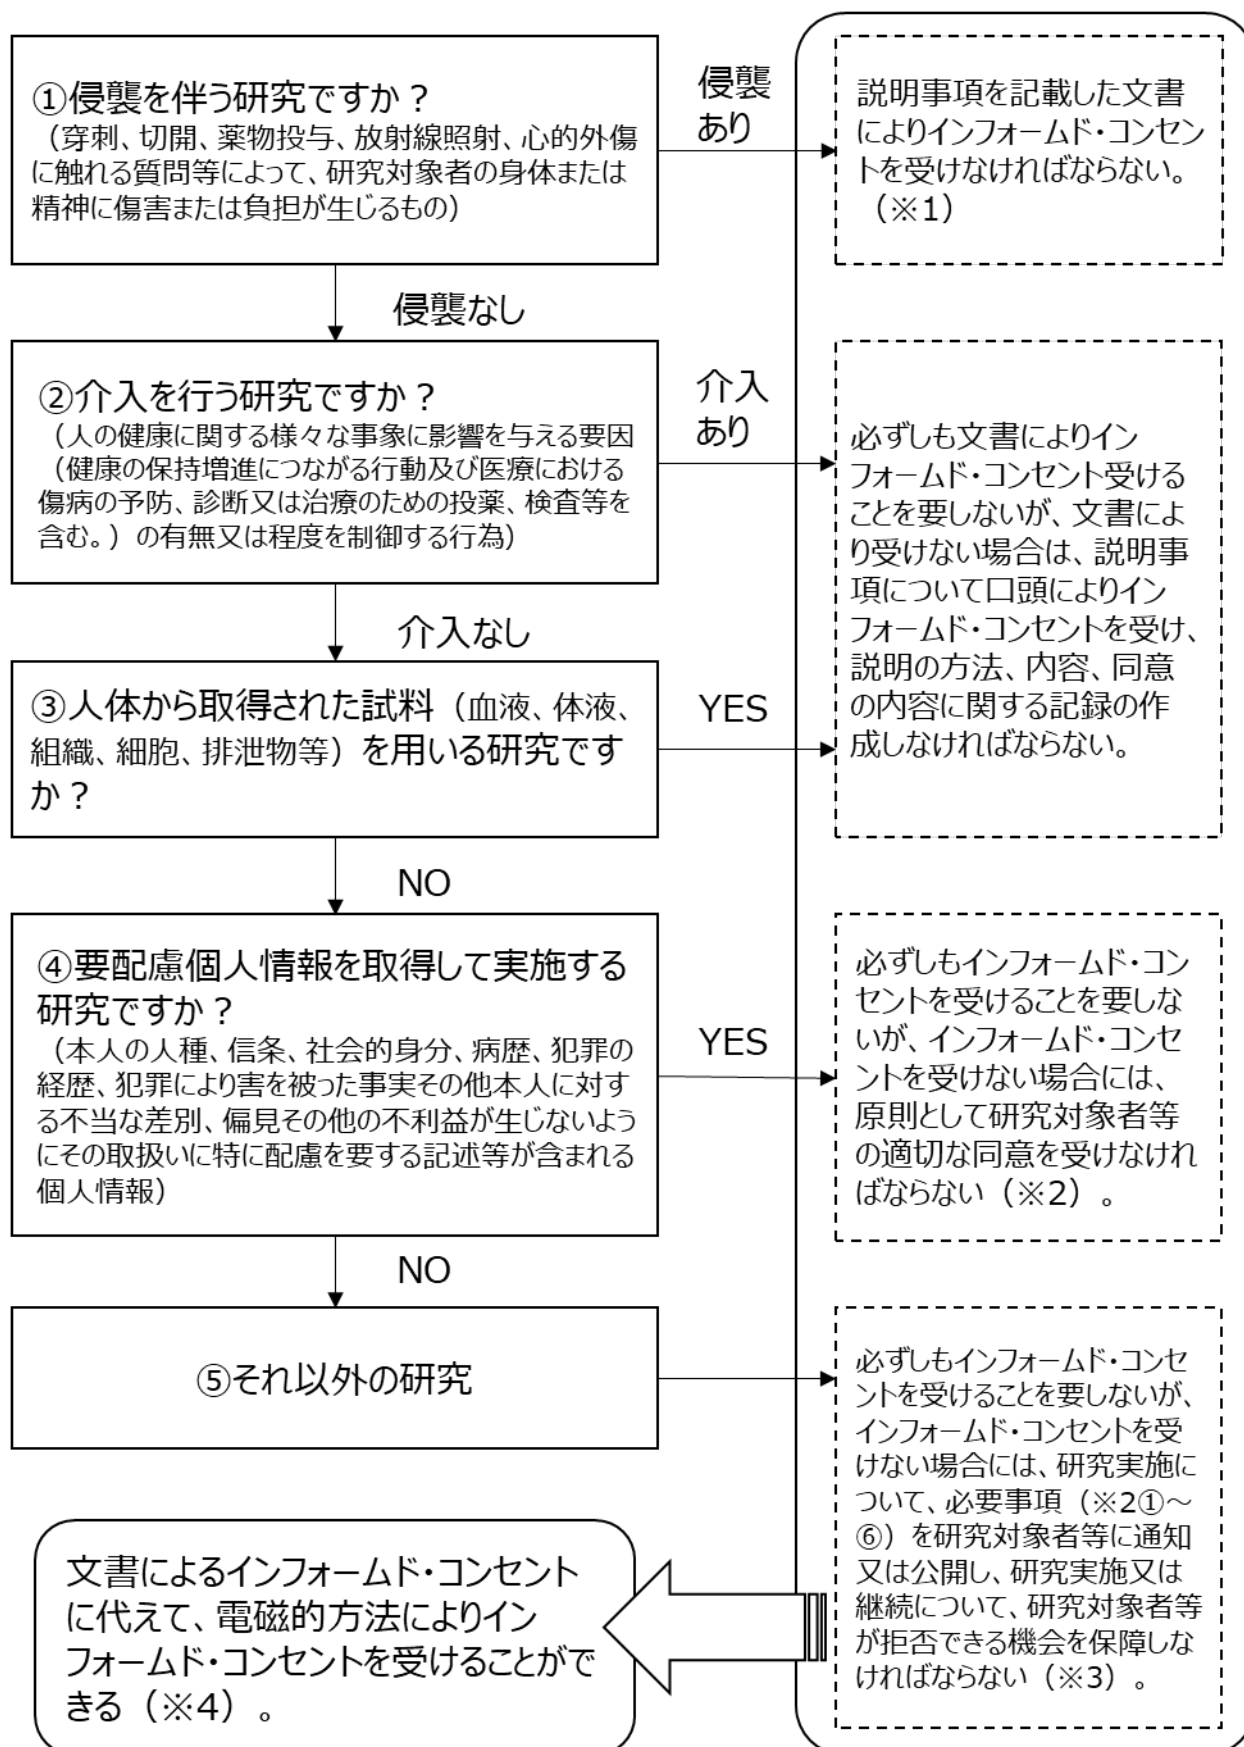 ①侵襲を伴う研究ですか？
（穿刺、切開、薬物投与、放射線照射、心的外傷
に触れる質問等によって、研究対象者の身体または
精神に傷害または負担が生じるもの）
侵襲
あり
説明事項を記載した文書
によりインフォームド・コンセン
トを受けなければならない。
（※1）
侵襲なし
②介入を行う研究ですか？
（人の健康に関する様々な事象に影響を与える要因
（健康の保持増進につながる行動及び医療における
傷病の予防、診断又は治療のための投薬、検査等を
含む。）の有無又は程度を制御する行為）
介入
あり
必ずしも文書によりイン
フォームド・コンセント受ける
ことを要しないが、文書によ
り受けない場合は、説明事
項について口頭によりイン
フォームド・コンセントを受け、
説明の方法、内容、同意
の内容に関する記録の作
成しなければならない。
介入なし
③人体から取得された試料（血液、体液、
組織、細胞、排泄物等）を用いる研究です
か？
YES
NO
④要配慮個人情報を取得して実施する
研究ですか？
（本人の人種、信条、社会的身分、病歴、犯罪の
経歴、犯罪により害を被った事実その他本人に対す
る不当な差別、偏見その他の不利益が生じないよう
にその取扱いに特に配慮を要する記述等が含まれる
個人情報）
YES
必ずしもインフォームド・コン
セントを受けることを要しな
いが、インフォームド・コンセ
ントを受けない場合には、
原則として研究対象者等
の適切な同意を受けなけれ
ばならない（※2）。
NO
⑤それ以外の研究
必ずしもインフォームド・コンセ
ントを受けることを要しないが、
インフォームド・コンセントを受
けない場合には、研究実施に
ついて、必要事項（※2①～
⑥）を研究対象者等に通知
又は公開し、研究実施又は
継続について、研究対象者等
が拒否できる機会を保障しな
ければならない（※3）。
文書によるインフォームド・コンセント
に代えて、電磁的方法によりイン
フォームド・コンセントを受けることがで
きる（※4）。